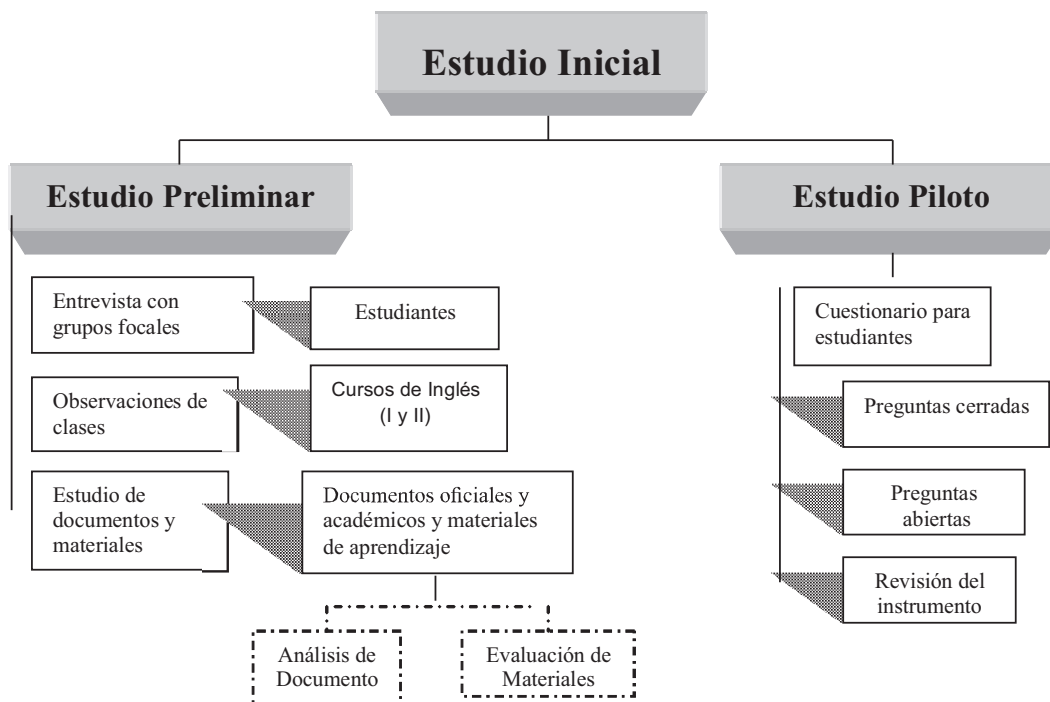 Estudio Inicial
Estudio Preliminar
Estudio Piloto
Entrevista con
grupos focales
Estudiantes
Observaciones de
clases
Cursos de Inglés
(I y II)
Estudio de
documentos y
materiales
Documentos oficiales y
académicos y materiales
de aprendizaje
Análisis de
Documento
Evaluación de
Materiales
Cuestionario para
estudiantes
Preguntas cerradas
Preguntas
abiertas
Revisión del
instrumento